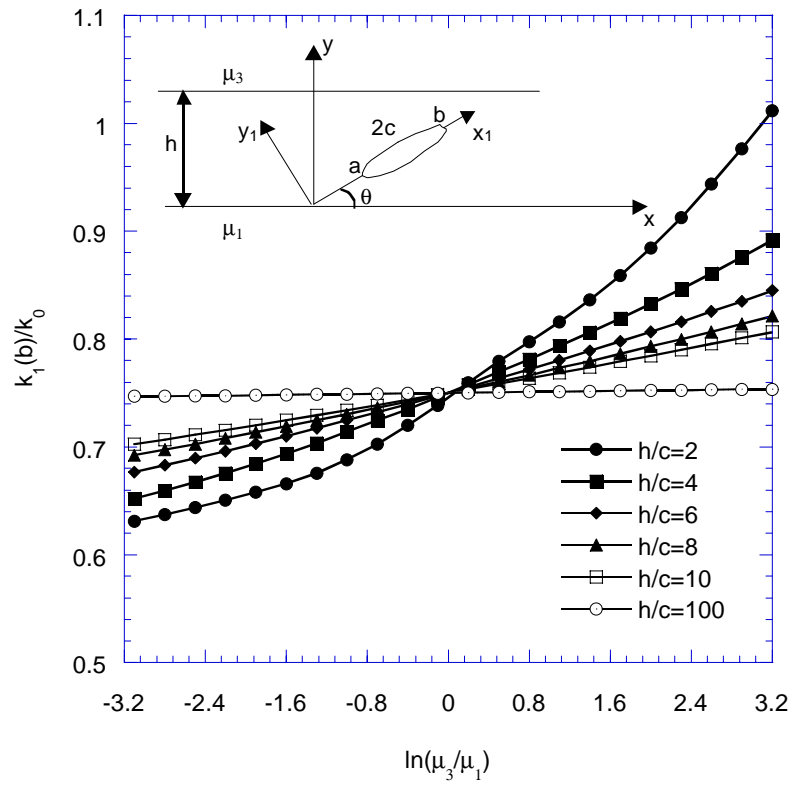 1.1
1
0.9
0.8
0.7
0.6
0.5
k₁(b)/k₀
y
μ₃
h
y₁
2c
b
x₁
a
θ
x
μ₁
h/c=2
h/c=4
h/c=6
h/c=8
h/c=10
h/c=100
-3.2 -2.4 -1.6 -0.8 0 0.8 1.6 2.4 3.2
ln(μ₃/μ₁)